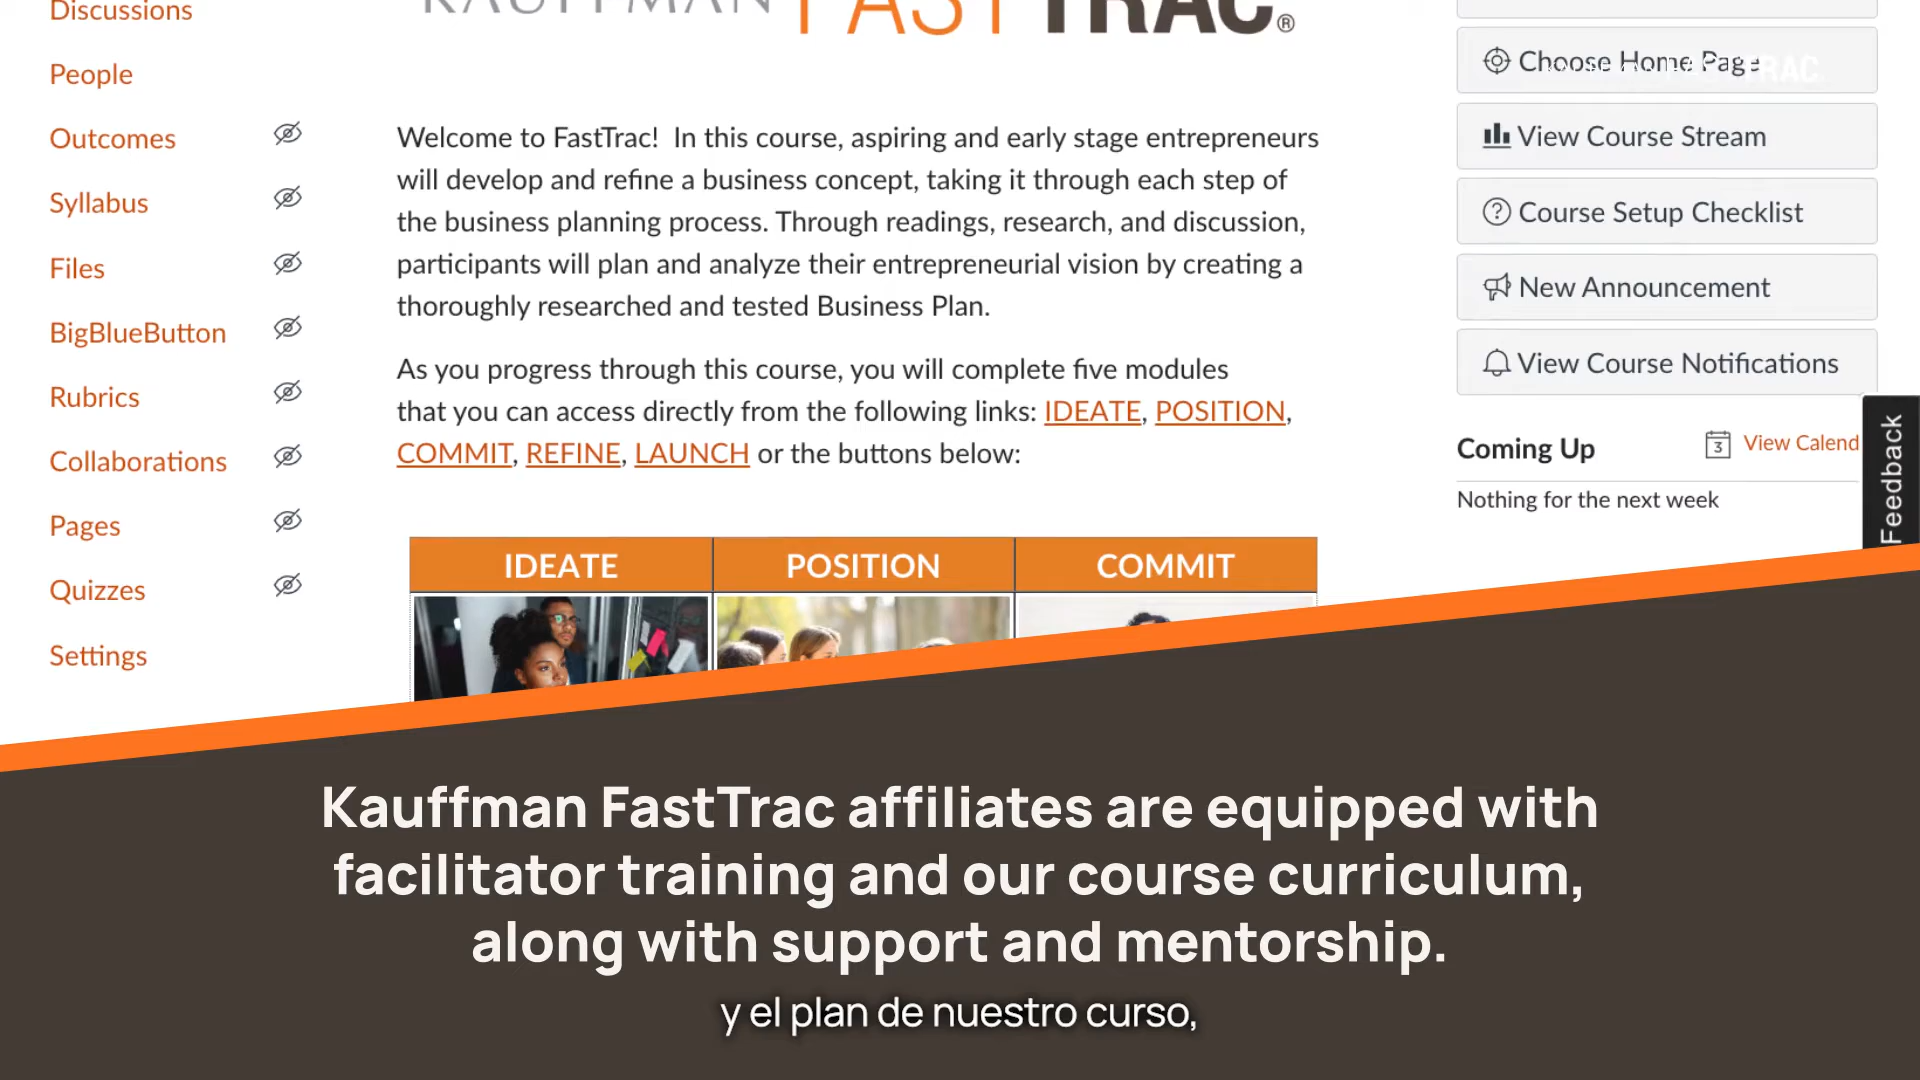 Discussions
People
Outcomes
Syllabus
Files
BigBlueButton
Rubrics
Collaborations
Pages
Quizzes
Settings
KAUFFMAN FASTTRAC®
Welcome to FastTrac!  In this course, aspiring and early stage entrepreneurs
will develop and refine a business concept, taking it through each step of
the business planning process. Through readings, research, and discussion,
participants will plan and analyze their entrepreneurial vision by creating a
thoroughly researched and tested Business Plan.
As you progress through this course, you will complete five modules
that you can access directly from the following links: IDEATE, POSITION,
COMMIT, REFINE, LAUNCH or the buttons below:
IDEATE
POSITION
COMMIT
Choose Home Page
View Course Stream
Course Setup Checklist
New Announcement
View Course Notifications
Coming Up
3
View Calend
Nothing for the next week
Feedback
Kauffman FastTrac affiliates are equipped with
facilitator training and our course curriculum,
along with support and mentorship.
y el plan de nuestro curso,